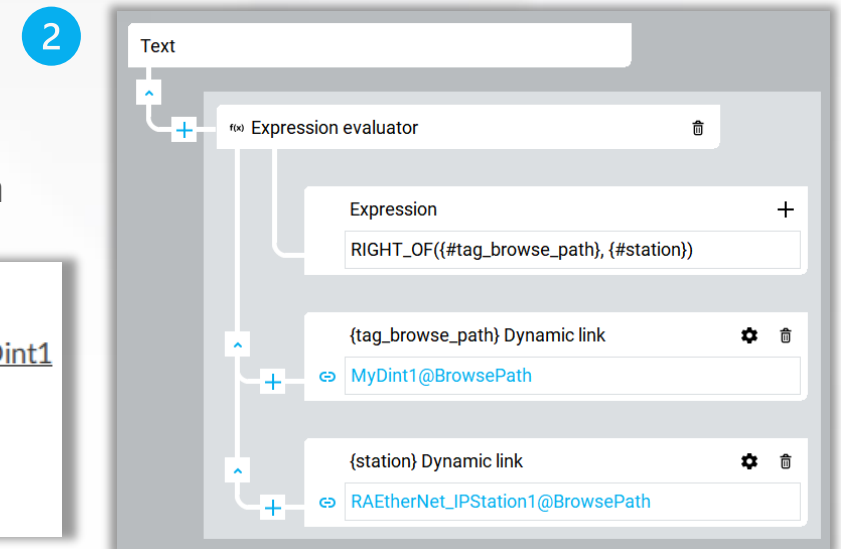 2
Text
f(x) Expression evaluator
Expression
RIGHT_OF({#tag_browse_path}, {#station})
{tag_browse_path} Dynamic link
MyDint1@BrowsePath
{station} Dynamic link
RAEtherNet_IPStation1@BrowsePath